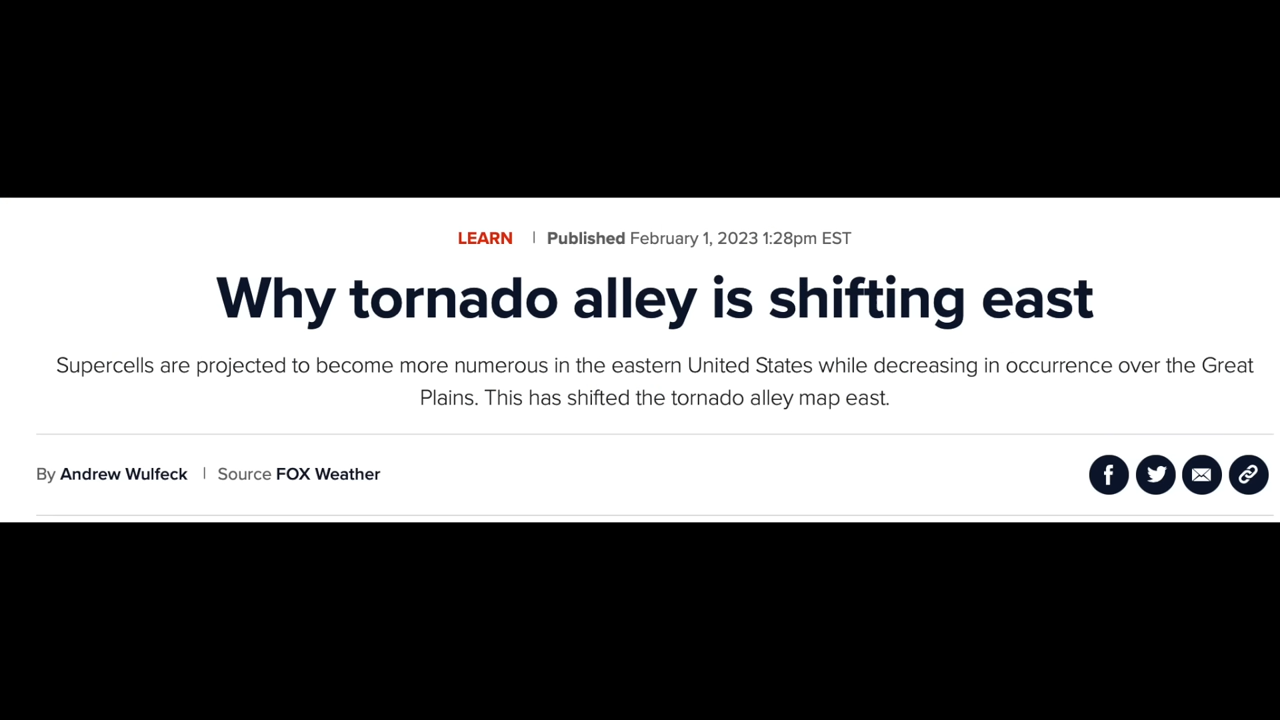 LEARN | Published February 1, 2023 1:28pm EST
Why tornado alley is shifting east
Supercells are projected to become more numerous in the eastern United States while decreasing in occurrence over the Great
Plains. This has shifted the tornado alley map east.
By Andrew Wulfeck | Source FOX Weather